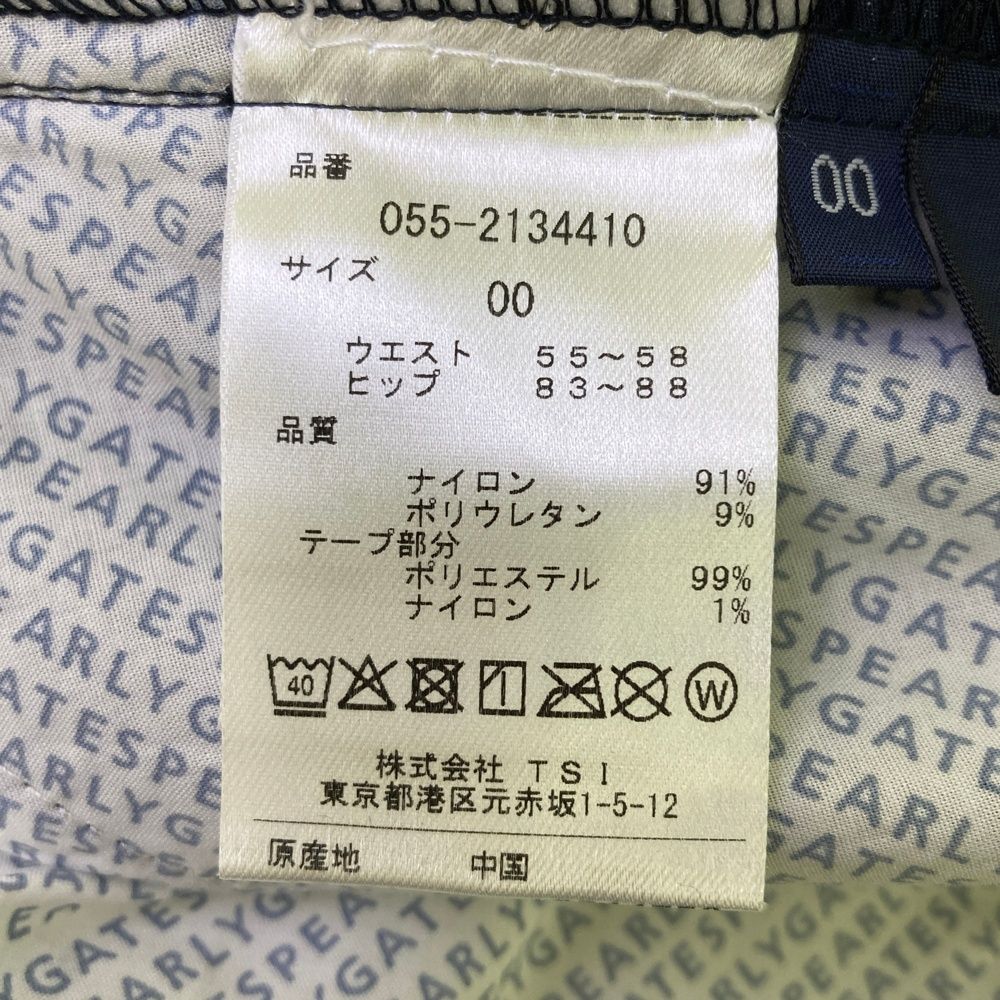 品番
055-2134410
サイズ
00
ウエスト 55～58
ヒップ 83～88
品質
ナイロン 91%
ポリウレタン 9%
テープ部分
ポリエステル 99%
ナイロン 1%
40
W
株式会社 TSI
東京都港区元赤坂1-5-12
原産地 中国
00
PEARLYGATES